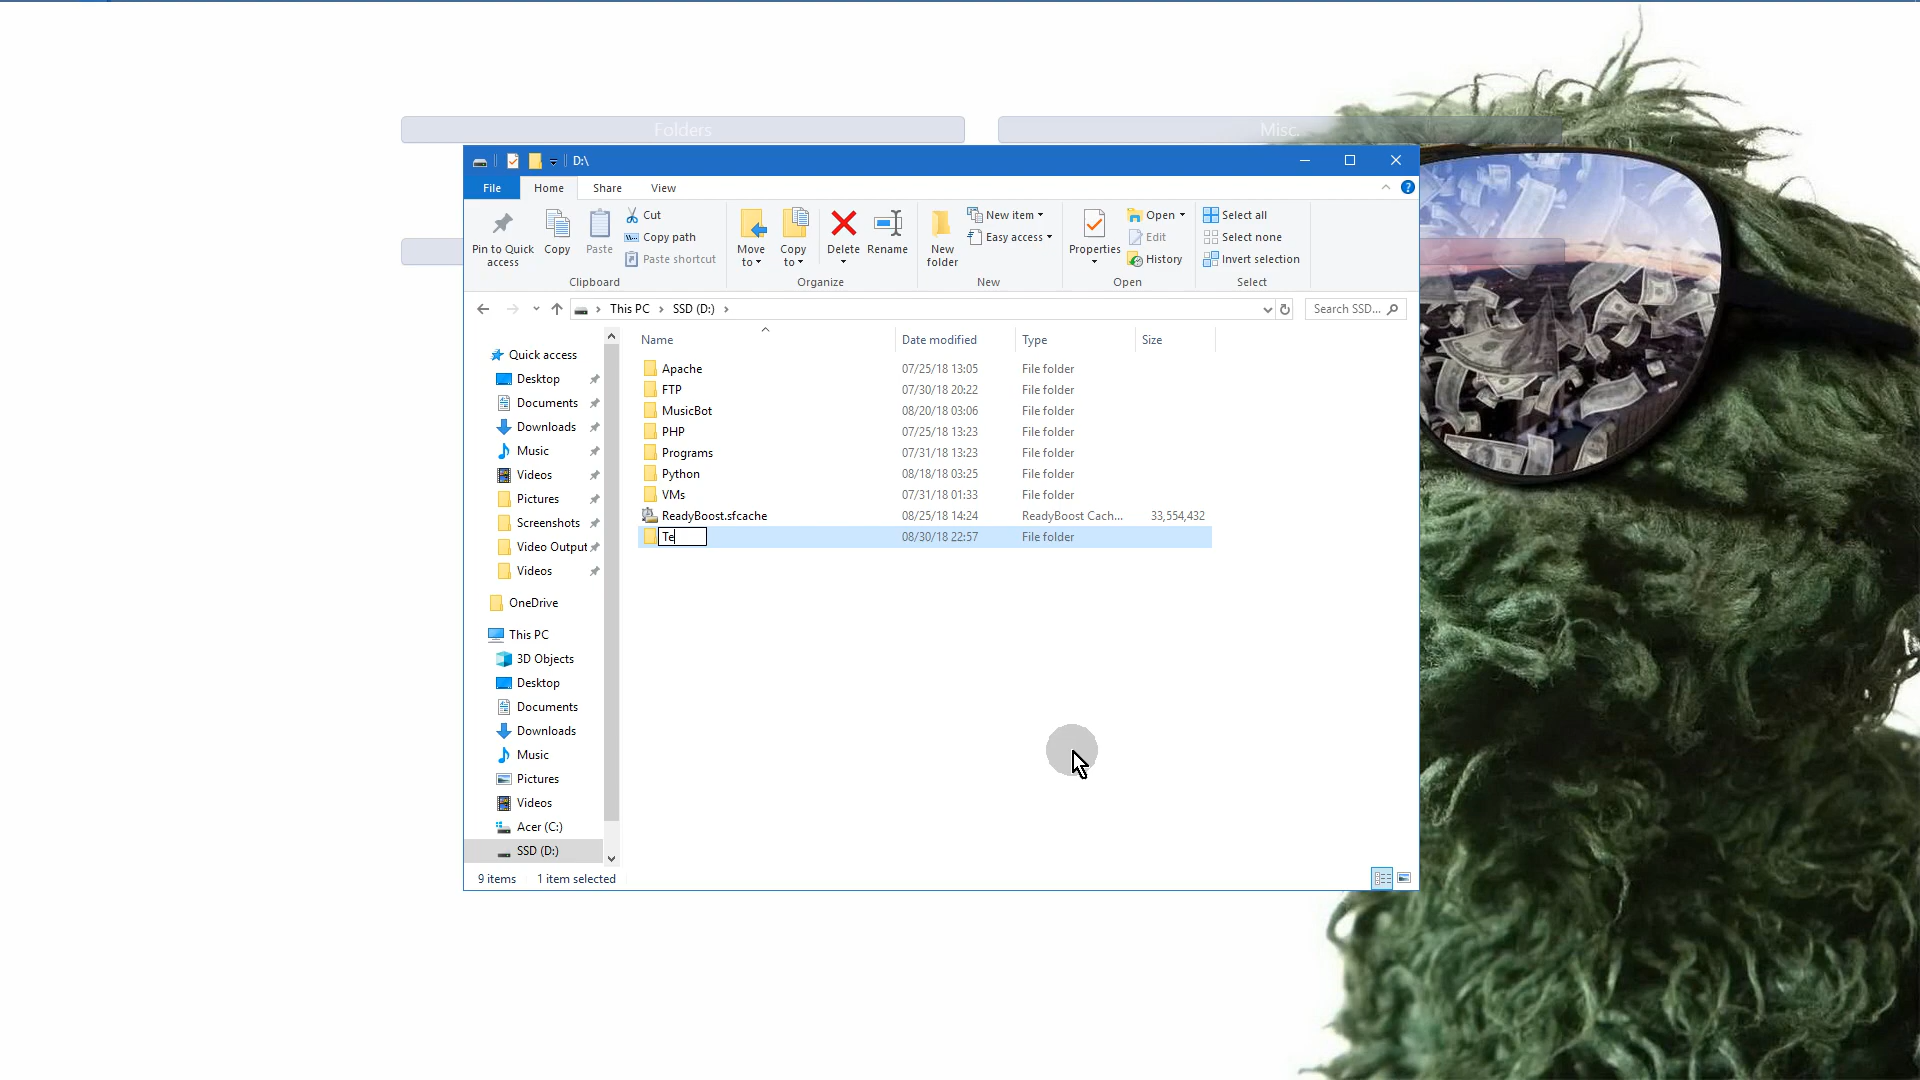 Folders
Misc.
D:\
File Home Share View
Pin to Quick access
Copy
Paste
Cut
Copy path
Paste shortcut
Clipboard
Move to
Copy to
Delete
Rename
Organize
New folder
New item
Easy access
New
Properties
Open
Edit
History
Open
Select all
Select none
Invert selection
Select
This PC > SSD (D:) >
Search SSD...
Quick access
Desktop
Documents
Downloads
Music
Videos
Pictures
Screenshots
Video Output
Videos
OneDrive
This PC
3D Objects
Desktop
Documents
Downloads
Music
Pictures
Videos
Acer (C:)
SSD (D:)
Name Date modified Type Size
Apache 07/25/18 13:05 File folder
FTP 07/30/18 20:22 File folder
MusicBot 08/20/18 03:06 File folder
PHP 07/25/18 13:23 File folder
Programs 07/31/18 13:23 File folder
Python 08/18/18 03:25 File folder
VMs 07/31/18 01:33 File folder
ReadyBoost.sfcache 08/25/18 14:24 ReadyBoost Cach... 33,554,432
Te 08/30/18 22:57 File folder
9 items 1 item selected